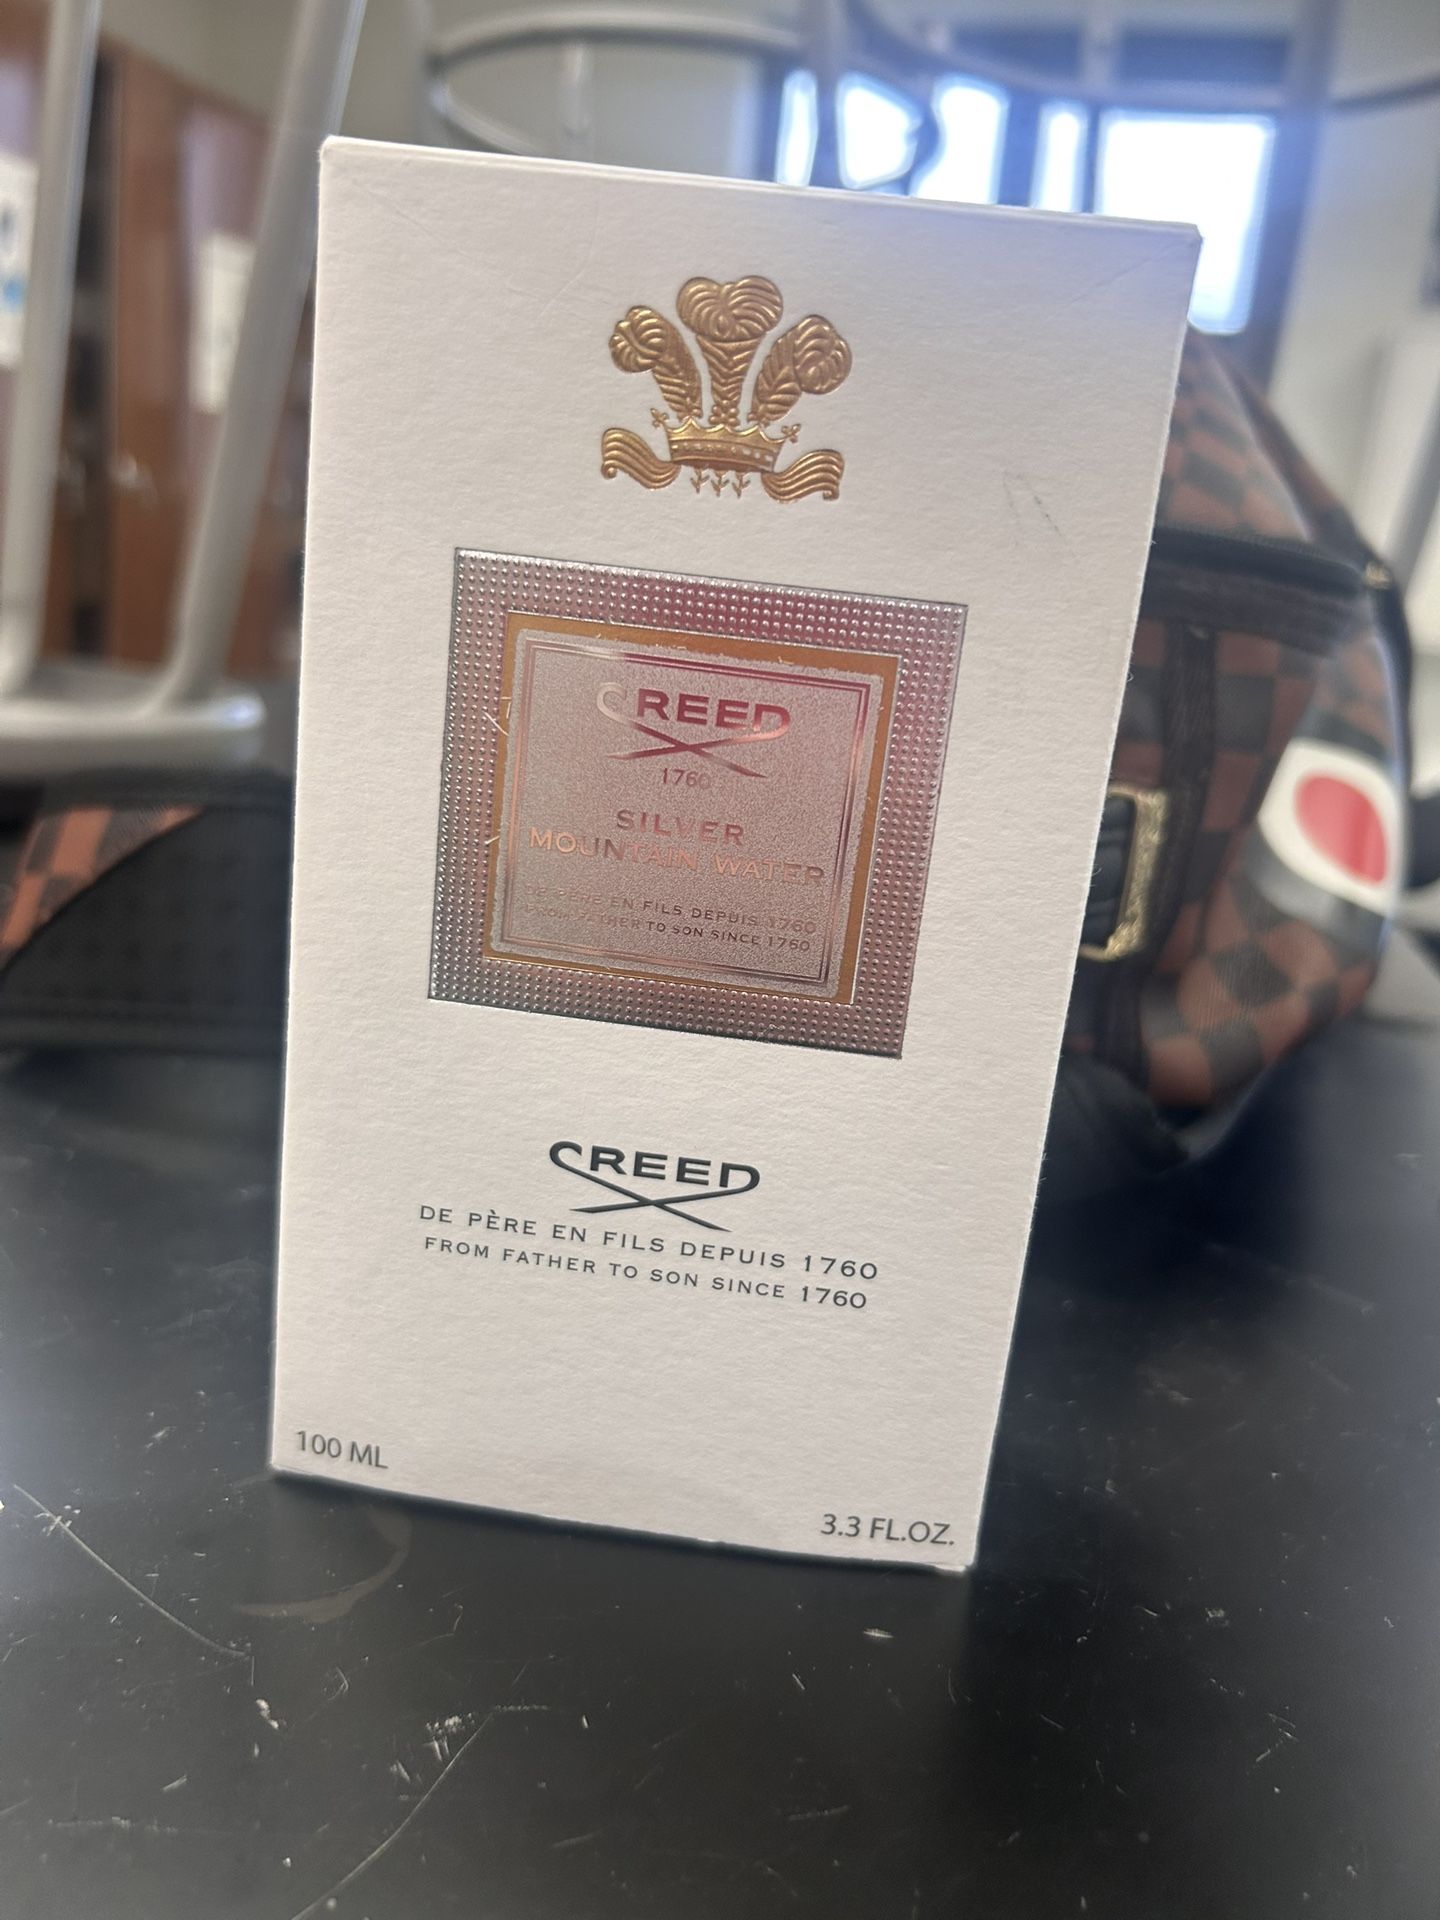 CREED
1760
SILVER
MOUNTAIN WATER
DE PÈRE EN FILS DEPUIS 1760
FROM FATHER TO SON SINCE 1760
CREED
DE PÈRE EN FILS DEPUIS 1760
FROM FATHER TO SON SINCE 1760
100 ML
3.3 FL.OZ.